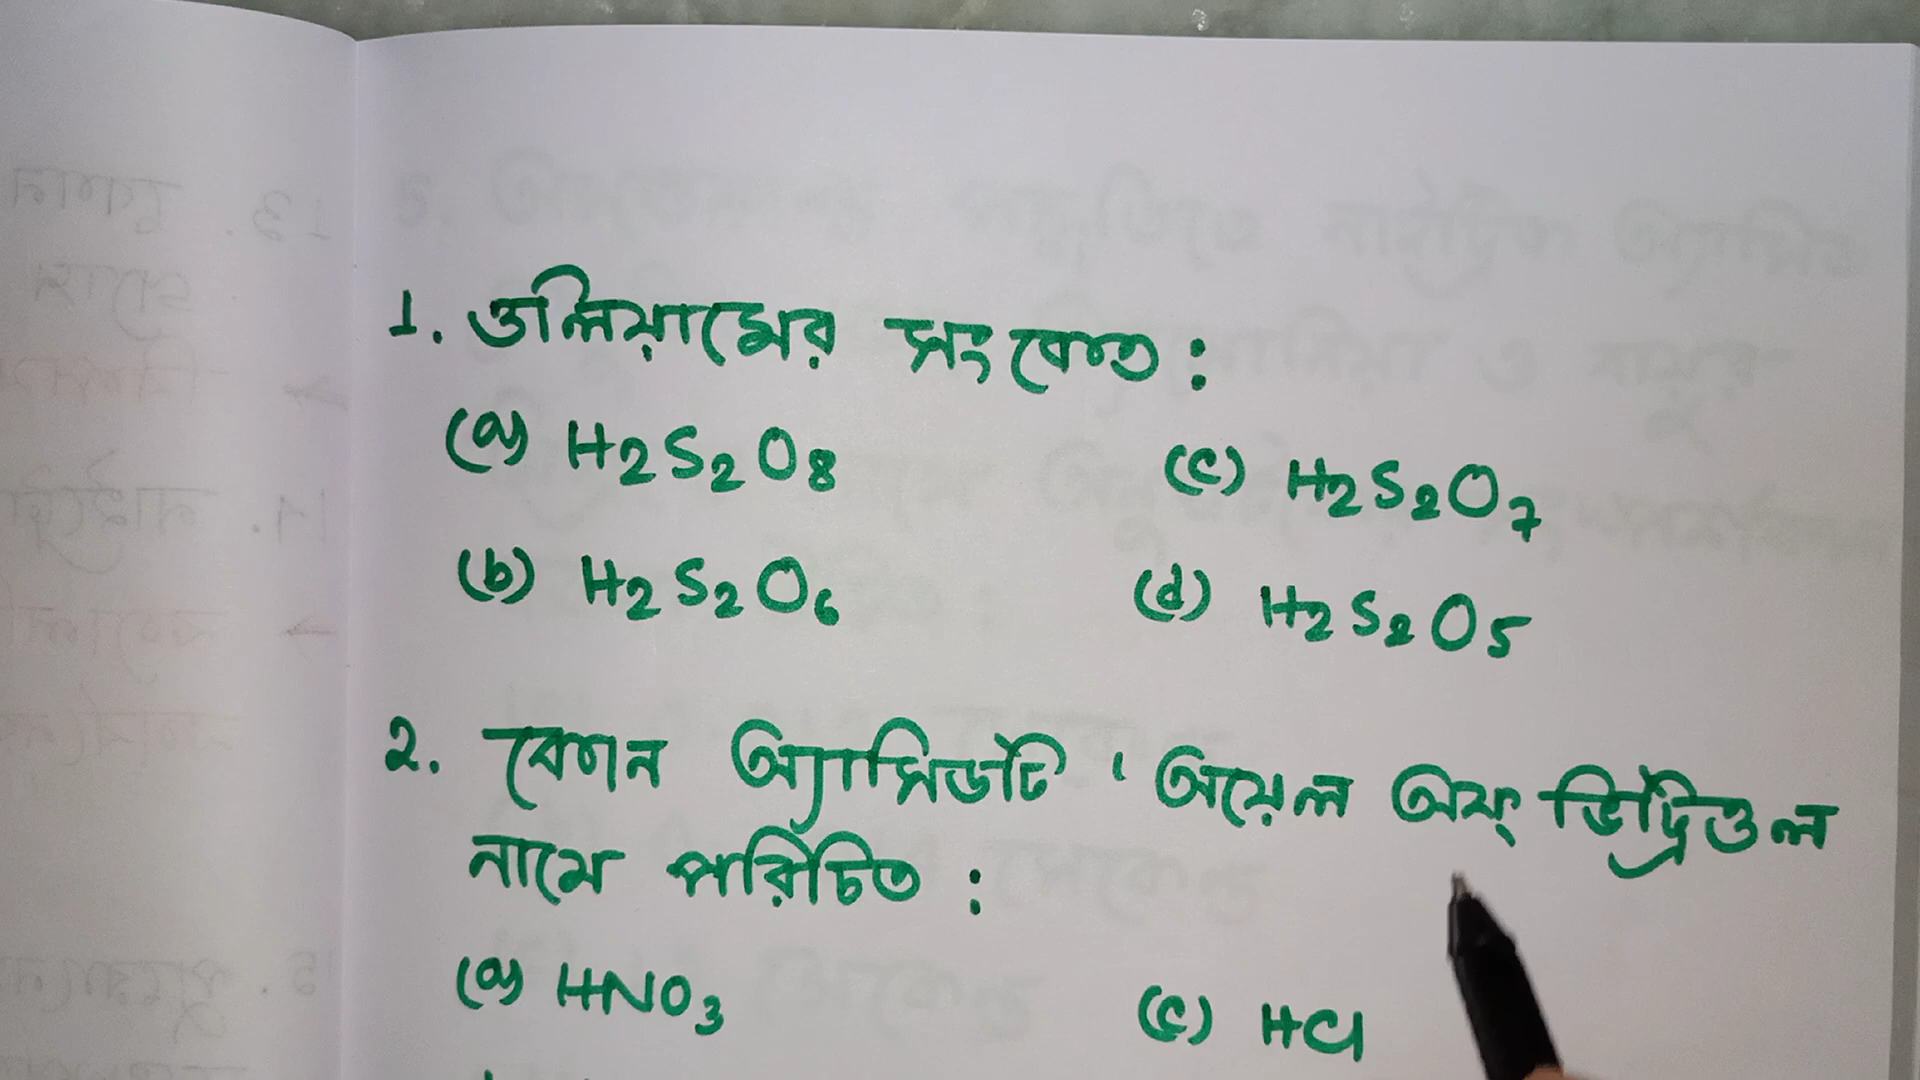 1. ওলিয়ামের সংকেত :
(a) H2S2O8 (c) H2S2O7
(b) H2S2O6 (d) H2S2O5
2. কোন অ্যাসিডটি ' অয়েল অফ্ ভিট্রিওল
নামে পরিচিত :
(a) HNO3 (c) HCl